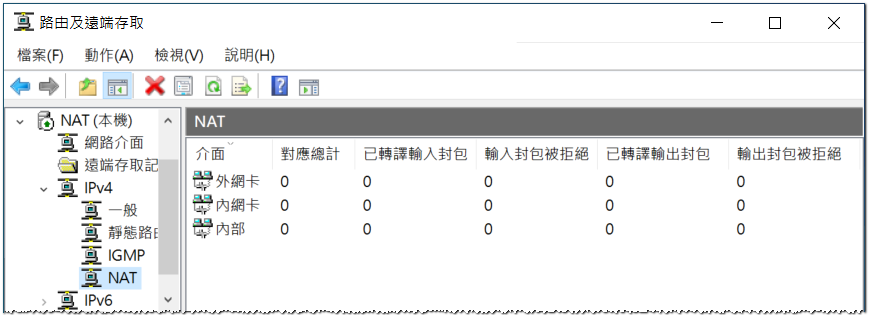 路由及遠端存取
檔案(F) 動作(A) 檢視(V) 說明(H)
NAT (本機)
網路介面
遠端存取記
IPv4
一般
靜態路由
IGMP
NAT
IPv6
NAT
介面 對應總計 已轉譯輸入封包 輸入封包被拒絕 已轉譯輸出封包 輸出封包被拒絕
外網卡 0 0 0 0 0
內網卡 0 0 0 0 0
內部 0 0 0 0 0